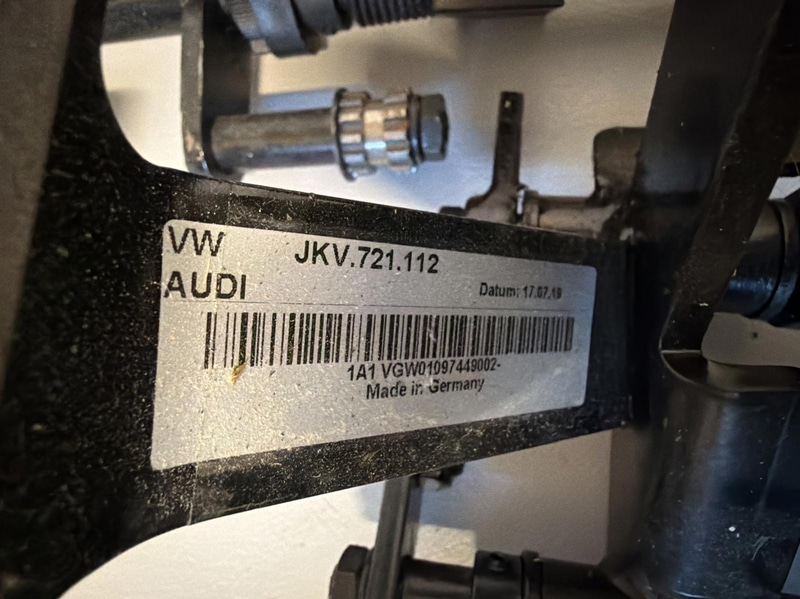 VW JKV.721.112
AUDI Datum: 17.07.19
1A1 VGW01097449002-
Made in Germany